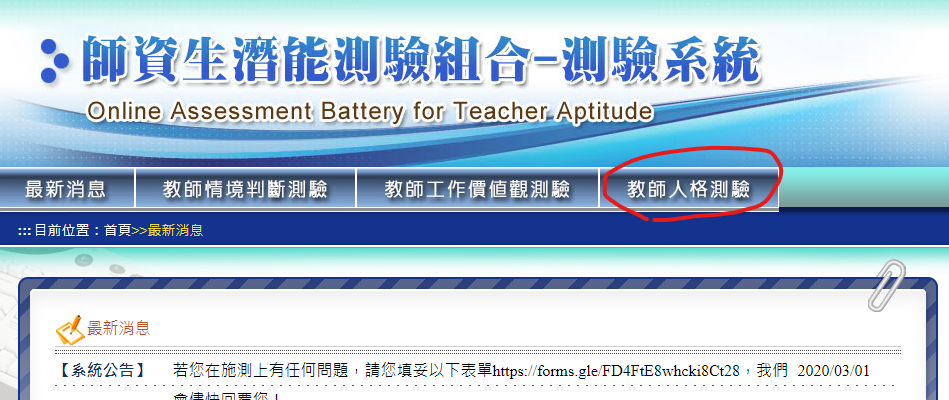 師資生潛能測驗組合-測驗系統
Online Assessment Battery for Teacher Aptitude
最新消息 教師情境判斷測驗 教師工作價值觀測驗 教師人格測驗
::: 目前位置：首頁>>最新消息
最新消息
【系統公告】 若您在施測上有任何問題，請您填妥以下表單https://forms.gle/FD4FtE8whcki8Ct28，我們 2020/03/01
會儘快回覆您！